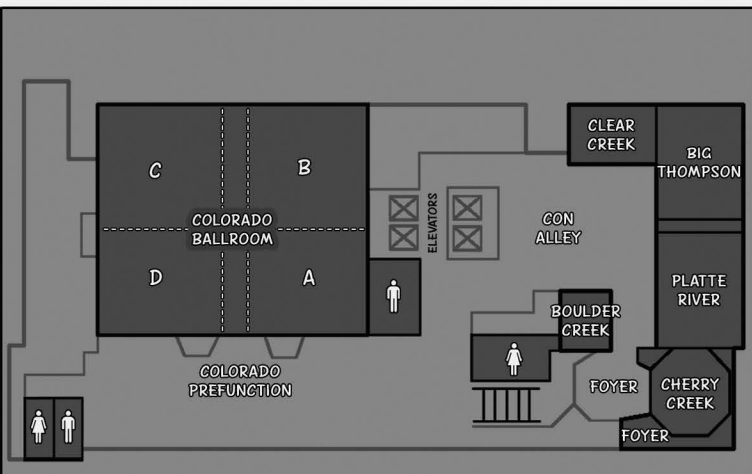 C
B
COLORADO
BALLROOM
D
A
ELEVATORS
CON
ALLEY
CLEAR
CREEK
BIG
THOMPSON
PLATTE
RIVER
BOULDER
CREEK
COLORADO
PREFUNCTION
FOYER
CHERRY
CREEK
FOYER